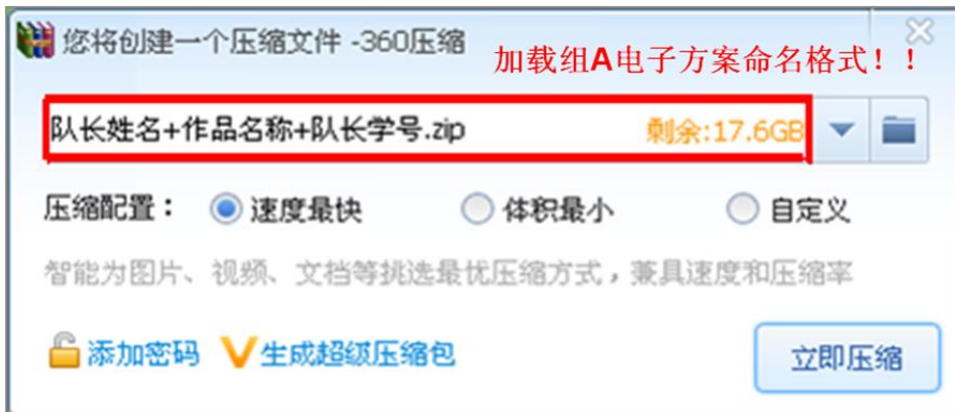 您将创建一个压缩文件 -360压缩
加载组A电子方案命名格式！！
队长姓名+作品名称+队长学号.zip 剩余:17.6GB
压缩配置： 速度最快 体积最小 自定义
智能为图片、视频、文档等挑选最优压缩方式，兼具速度和压缩率
添加密码 生成超级压缩包 立即压缩